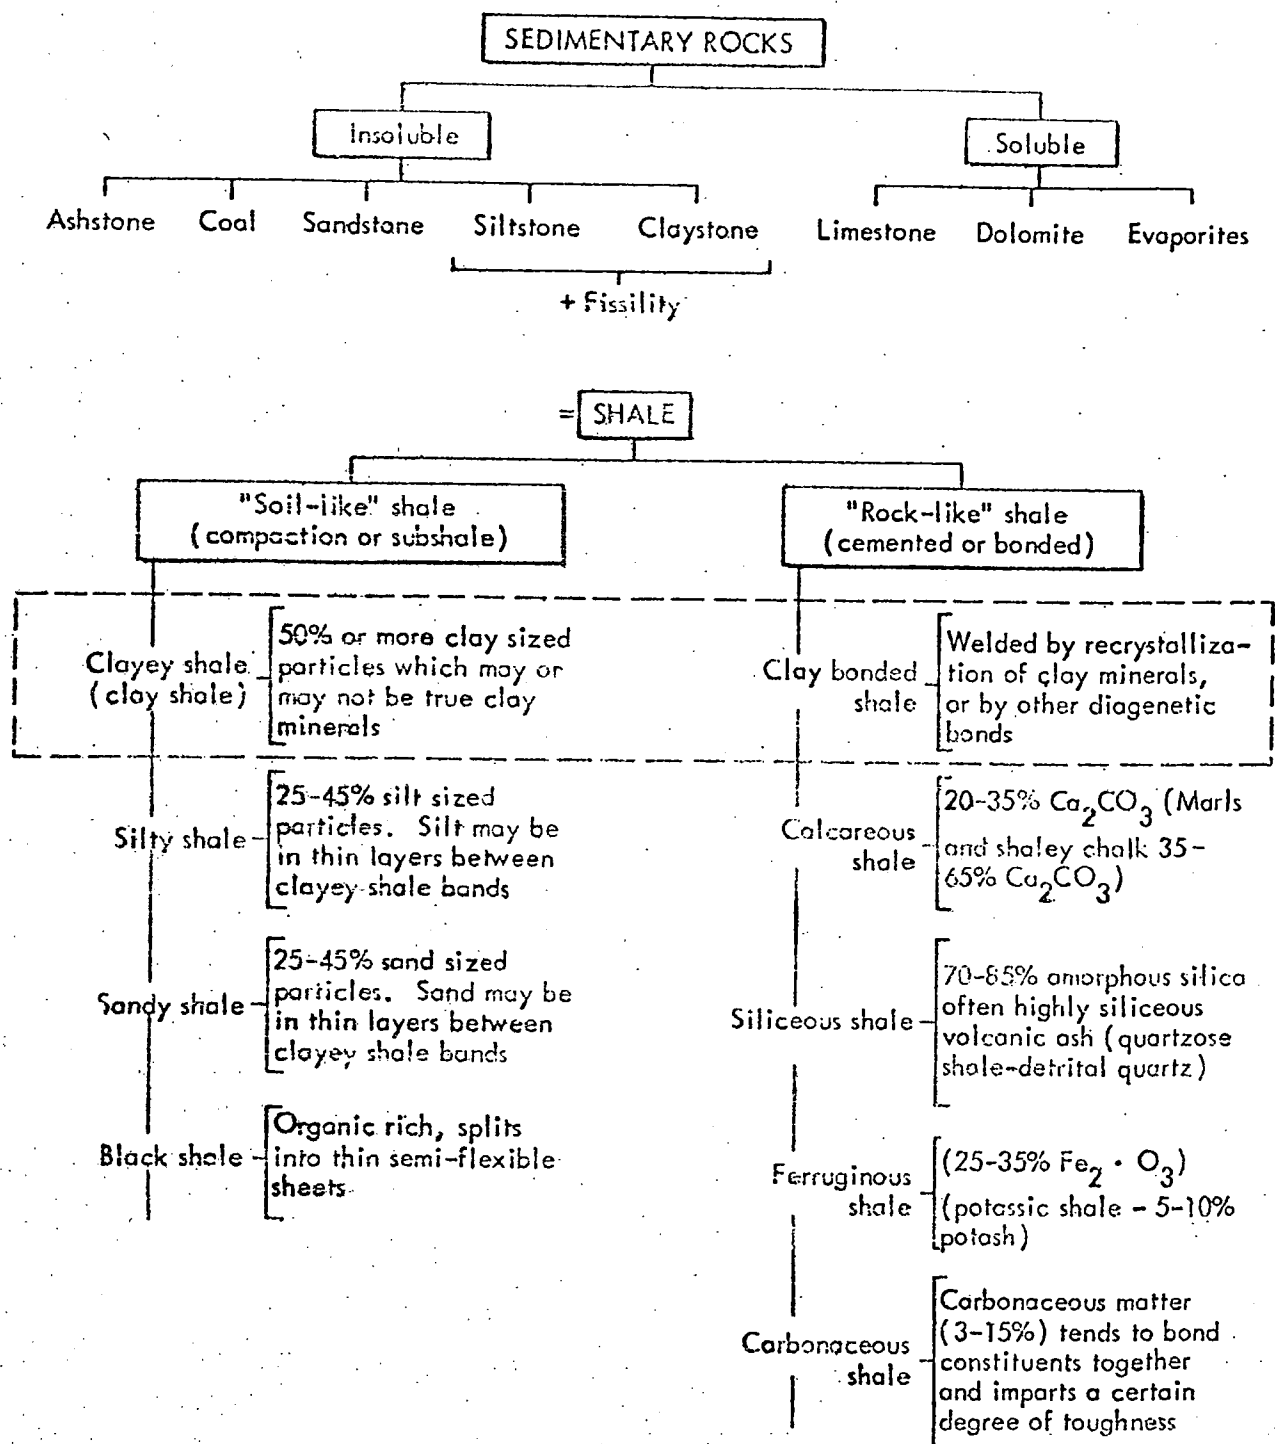 SEDIMENTARY ROCKS
Insoluble
Soluble
Ashstone Coal Sandstone Siltstone Claystone Limestone Dolomite Evaporites
+ Fissility
= SHALE
"Soil-like" shale
(compaction or subshale)
"Rock-like" shale
(cemented or bonded)
Clayey shale
(clay shale)
50% or more clay sized
particles which may or
may not be true clay
minerals
Clay bonded
shale
Welded by recrystalliza-
tion of clay minerals,
or by other diagenetic
bonds
Silty shale
25-45% silt sized
particles. Silt may be
in thin layers between
clayey shale bands
Calcareous
shale
20-35% Ca2CO3 (Marls
and shaley chalk 35-
65% Ca2CO3)
Sandy shale
25-45% sand sized
particles. Sand may be
in thin layers between
clayey shale bands
Siliceous shale
70-85% amorphous silica
often highly siliceous
volcanic ash (quartzose
shale-detrital quartz)
Black shale
Organic rich, splits
into thin semi-flexible
sheets
Ferruginous
shale
(25-35% Fe2 · O3)
(potassic shale - 5-10%
potash)
Carbonaceous
shale
Carbonaceous matter
(3-15%) tends to bond
constituents together
and imparts a certain
degree of toughness